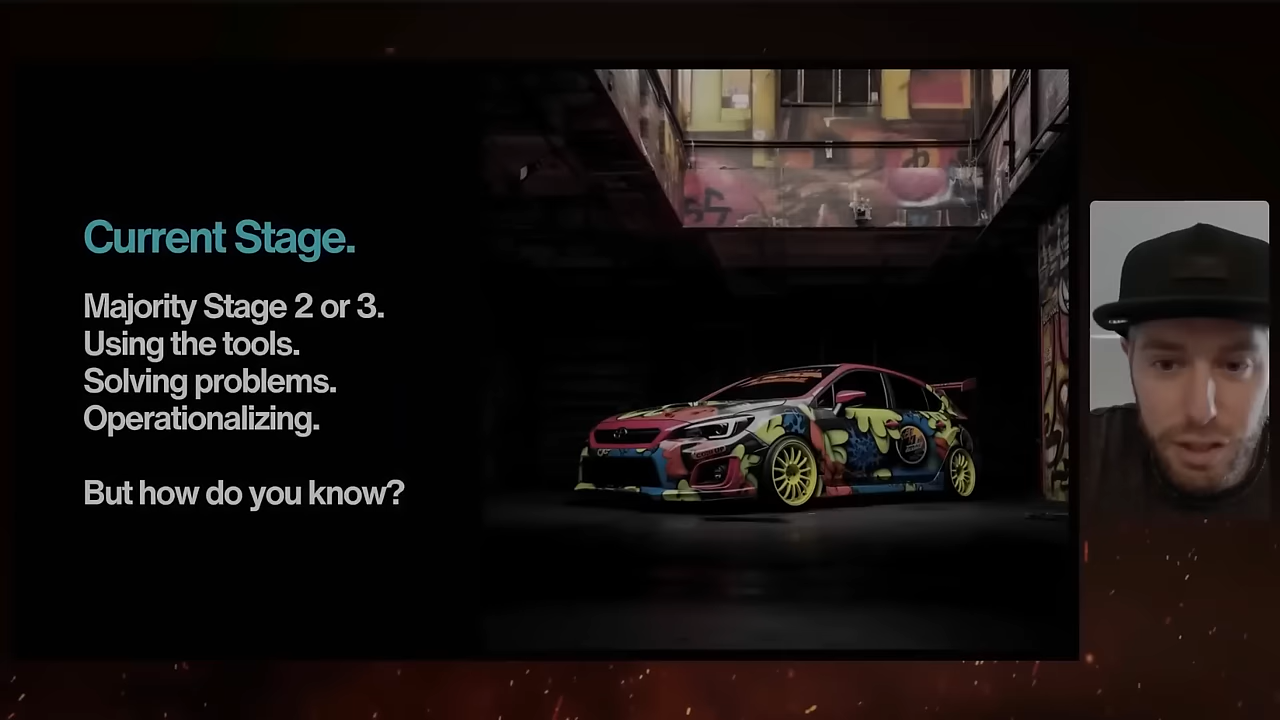 Current Stage.
Majority Stage 2 or 3.
Using the tools.
Solving problems.
Operationalizing.
But how do you know?